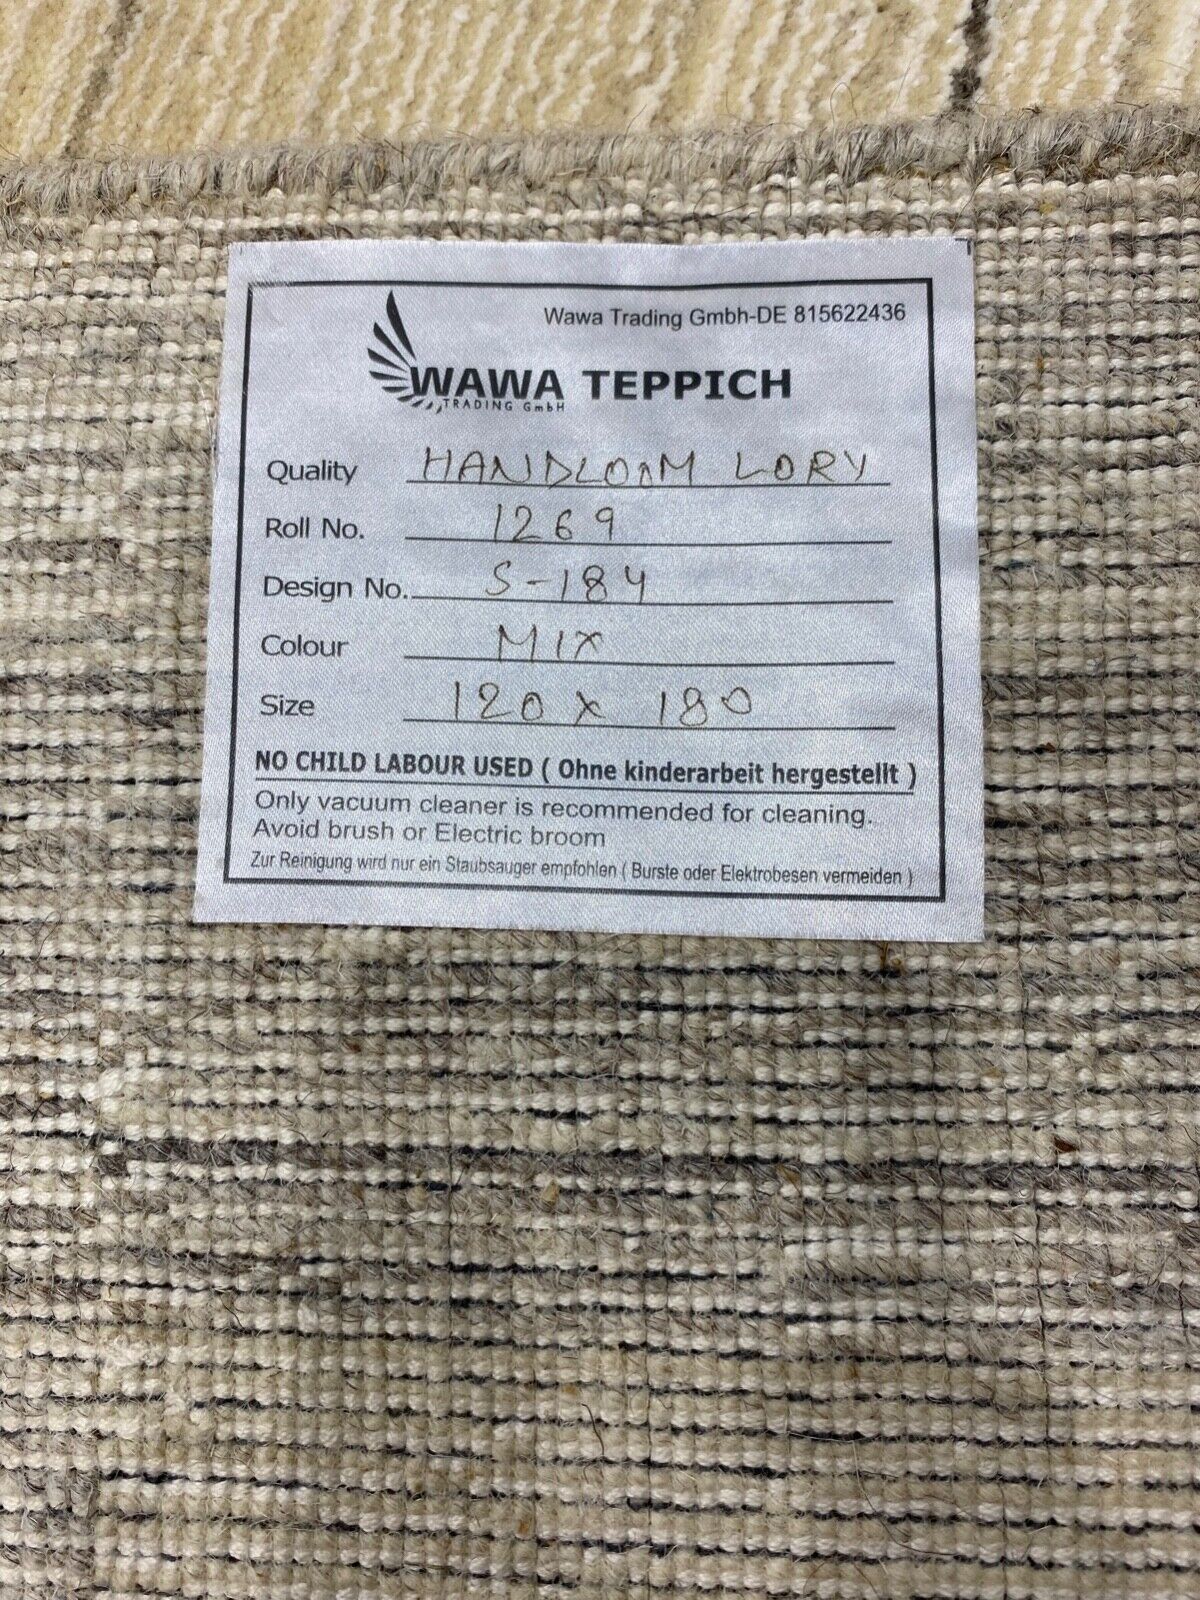 Wawa Trading Gmbh-DE 815622436
WAWA TEPPICH
TRADING GmbH
Quality HANDLOOM LORY
Roll No. 1269
Design No. S-184
Colour MIX
Size 120 X 180
NO CHILD LABOUR USED ( Ohne kinderarbeit hergestellt )
Only vacuum cleaner is recommended for cleaning.
Avoid brush or Electric broom
Zur Reinigung wird nur ein Staubsauger empfohlen ( Burste oder Elektrobesen vermeiden )